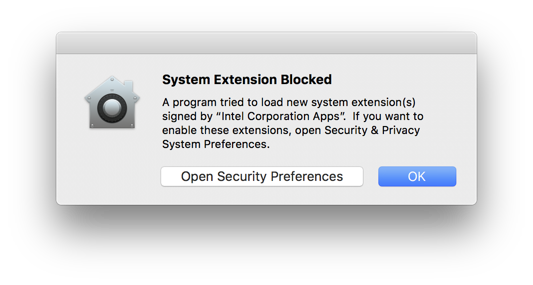 System Extension Blocked
A program tried to load new system extension(s)
signed by “Intel Corporation Apps”.  If you want to
enable these extensions, open Security & Privacy
System Preferences.
Open Security Preferences
OK